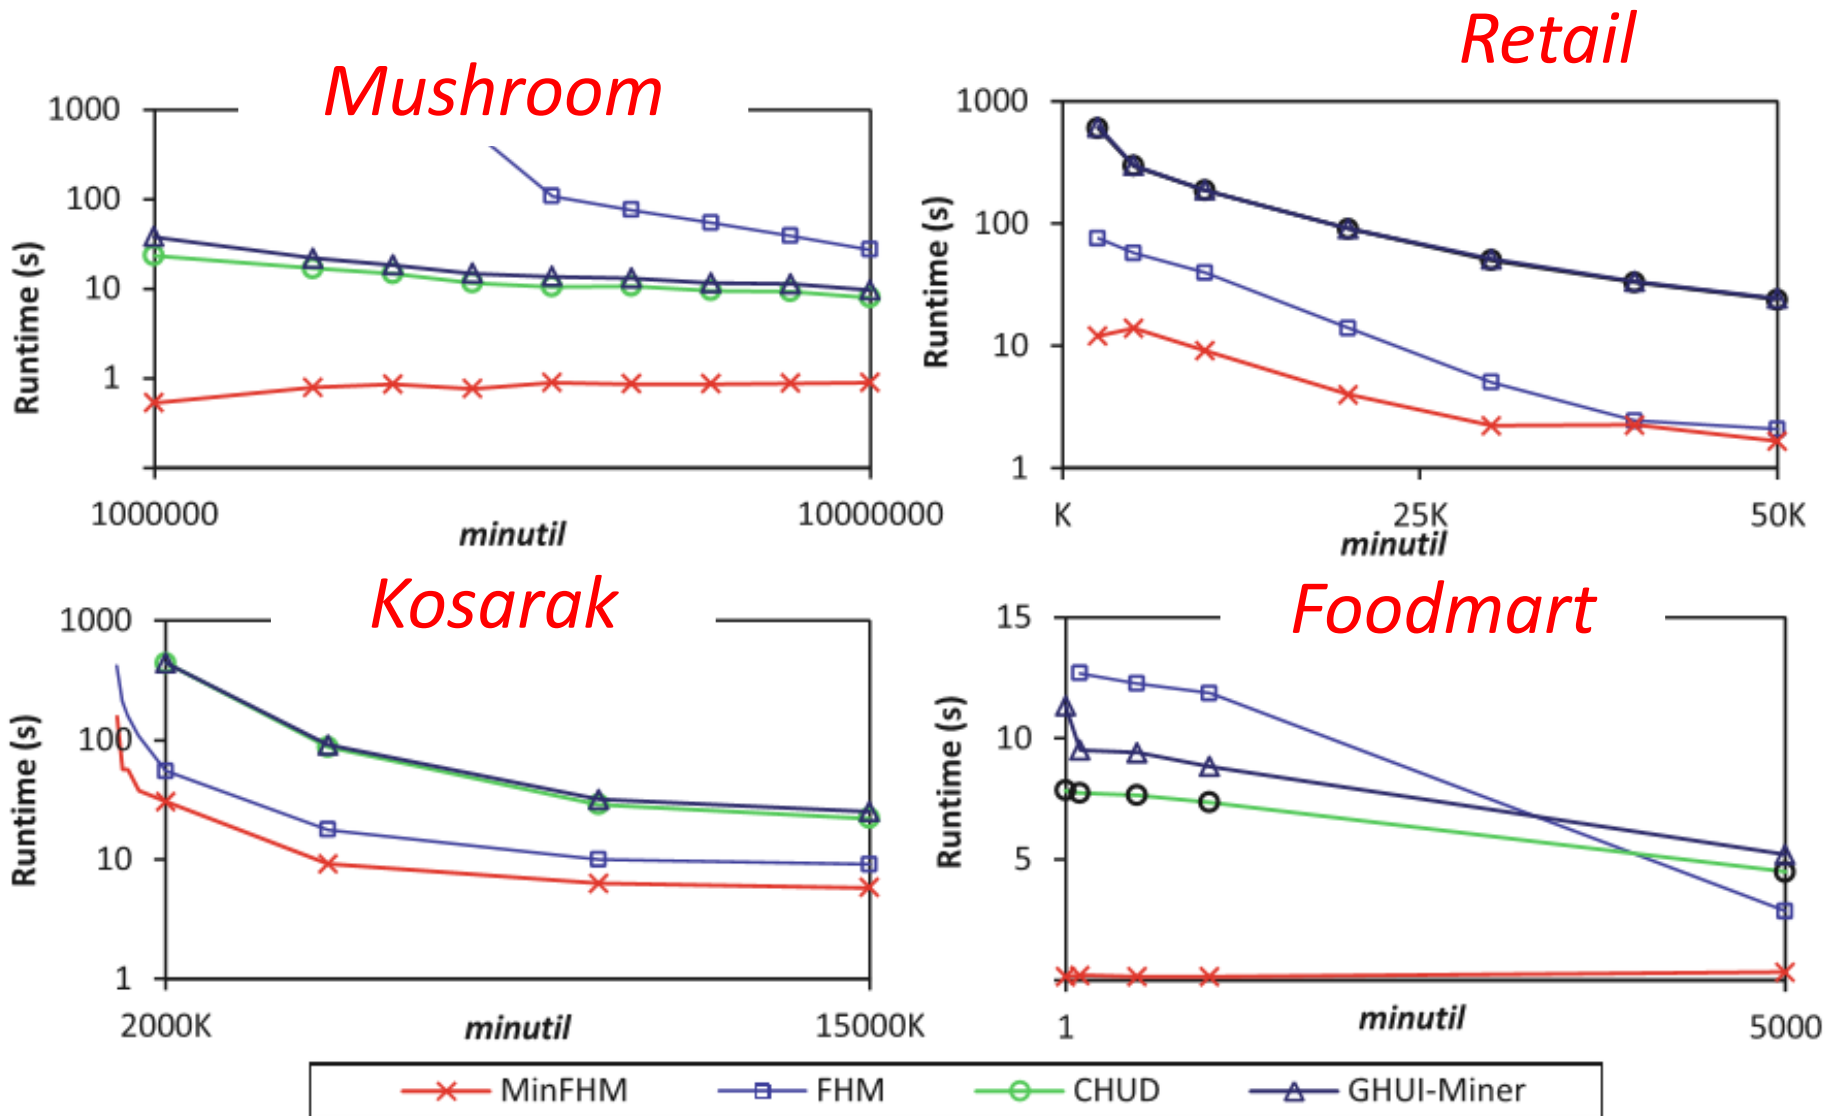 Mushroom
1000
100
10
1
Runtime (s)
1000000
10000000
minutil
Retail
1000
100
10
1
Runtime (s)
K
25K
50K
minutil
Kosarak
1000
100
10
1
Runtime (s)
2000K
15000K
minutil
Foodmart
15
10
5
Runtime (s)
1
5000
minutil
MinFHM FHM CHUD GHUI-Miner